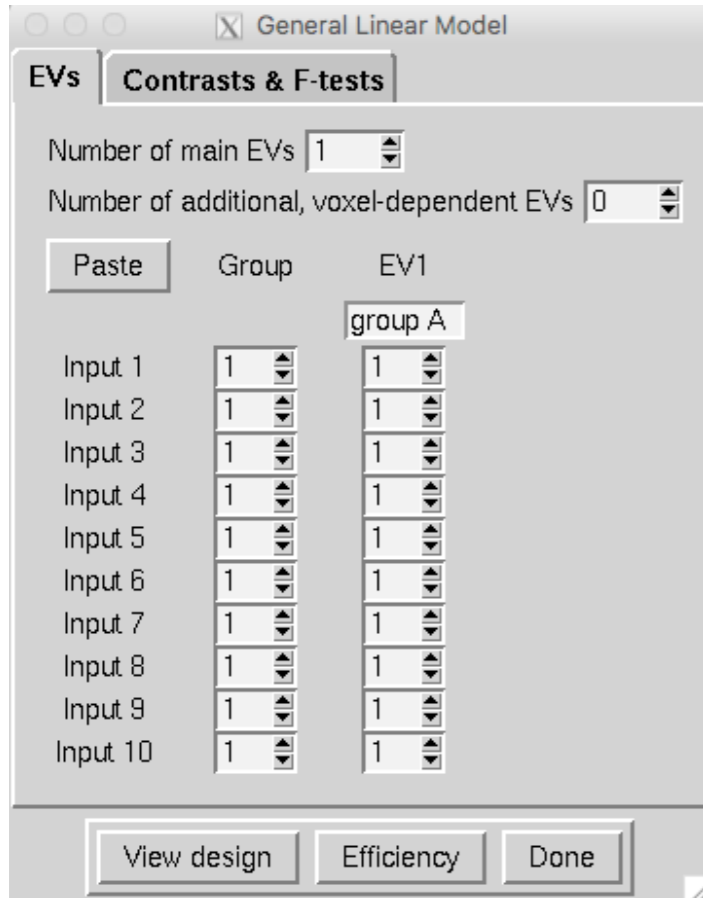 X General Linear Model
EVs Contrasts & F-tests
Number of main EVs 1
Number of additional, voxel-dependent EVs 0
Paste Group EV1
group A
Input 1 1 1
Input 2 1 1
Input 3 1 1
Input 4 1 1
Input 5 1 1
Input 6 1 1
Input 7 1 1
Input 8 1 1
Input 9 1 1
Input 10 1 1
View design Efficiency Done